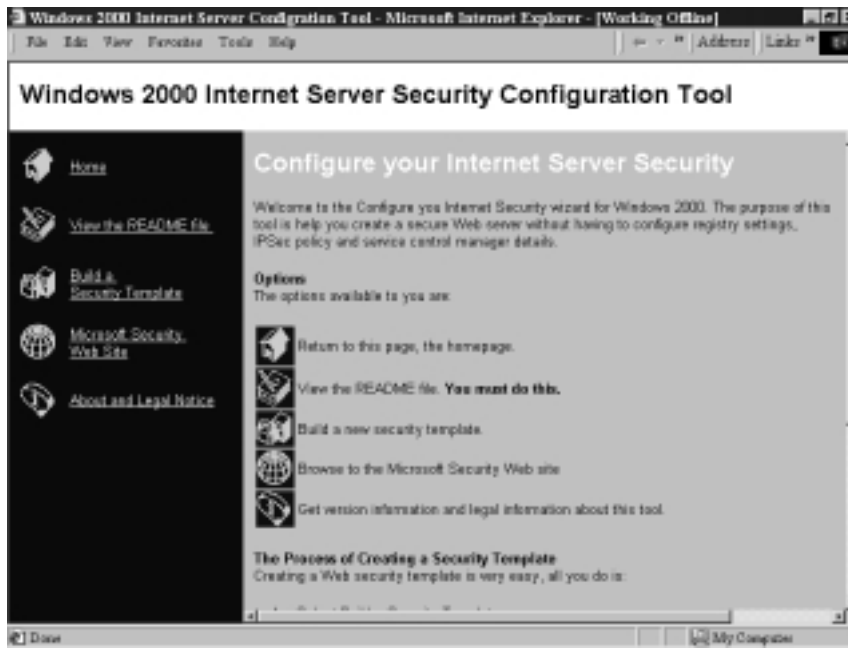 Windows 2000 Internet Server Configration Tool - Microsoft Internet Explorer - [Working Offline]
File Edit View Favorites Tools Help
Address Links
Windows 2000 Internet Server Security Configuration Tool
Home
View the README file.
Build a
Security Template
Microsoft Security
Web Site
About and Legal Notice
Configure your Internet Server Security
Welcome to the Configure you Internet Security wizard for Windows 2000. The purpose of this
tool is help you create a secure Web server without having to configure registry settings,
IPSec policy and service control manager details.
Options
The options available to you are:
Return to this page, the homepage.
View the README file. You must do this.
Build a new security template.
Browse to the Microsoft Security Web site
Get version information and legal information about this tool.
The Process of Creating a Security Template
Creating a Web security template is very easy, all you do is:
Done
My Computer